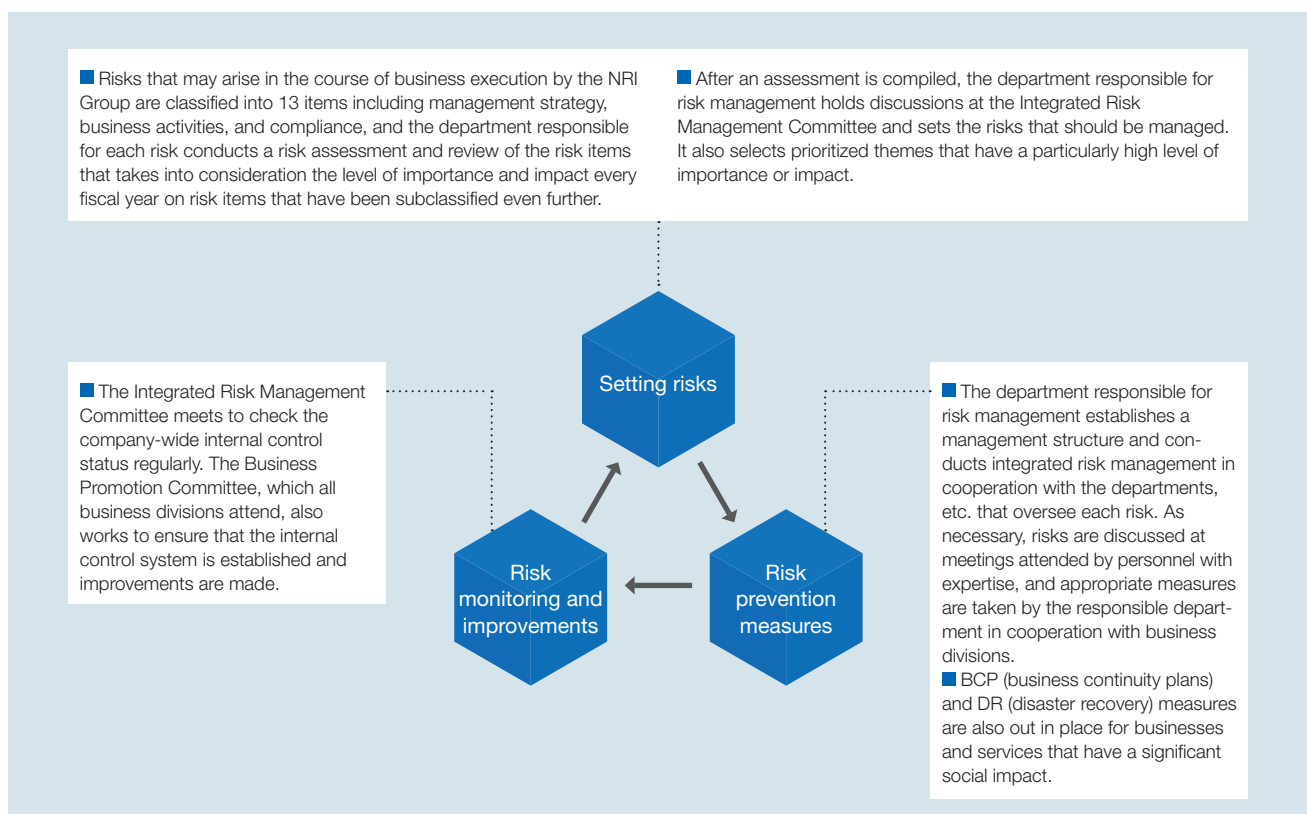 ■ Risks that may arise in the course of business execution by the NRI
Group are classified into 13 items including management strategy,
business activities, and compliance, and the department responsible
for each risk conducts a risk assessment and review of the risk items
that takes into consideration the level of importance and impact every
fiscal year on risk items that have been subclassified even further.
■ After an assessment is compiled, the department responsible for
risk management holds discussions at the Integrated Risk
Management Committee and sets the risks that should be managed.
It also selects prioritized themes that have a particularly high level of
importance or impact.
Setting risks
■ The Integrated Risk Management
Committee meets to check the
company-wide internal control
status regularly. The Business
Promotion Committee, which all
business divisions attend, also
works to ensure that the internal
control system is established and
improvements are made.
Risk
monitoring and
improvements
Risk
prevention
measures
■ The department responsible for
risk management establishes a
management structure and con-
ducts integrated risk management in
cooperation with the departments,
etc. that oversee each risk. As
necessary, risks are discussed at
meetings attended by personnel with
expertise, and appropriate measures
are taken by the responsible depart-
ment in cooperation with business
divisions.
■ BCP (business continuity plans)
and DR (disaster recovery) measures
are also out in place for businesses
and services that have a significant
social impact.